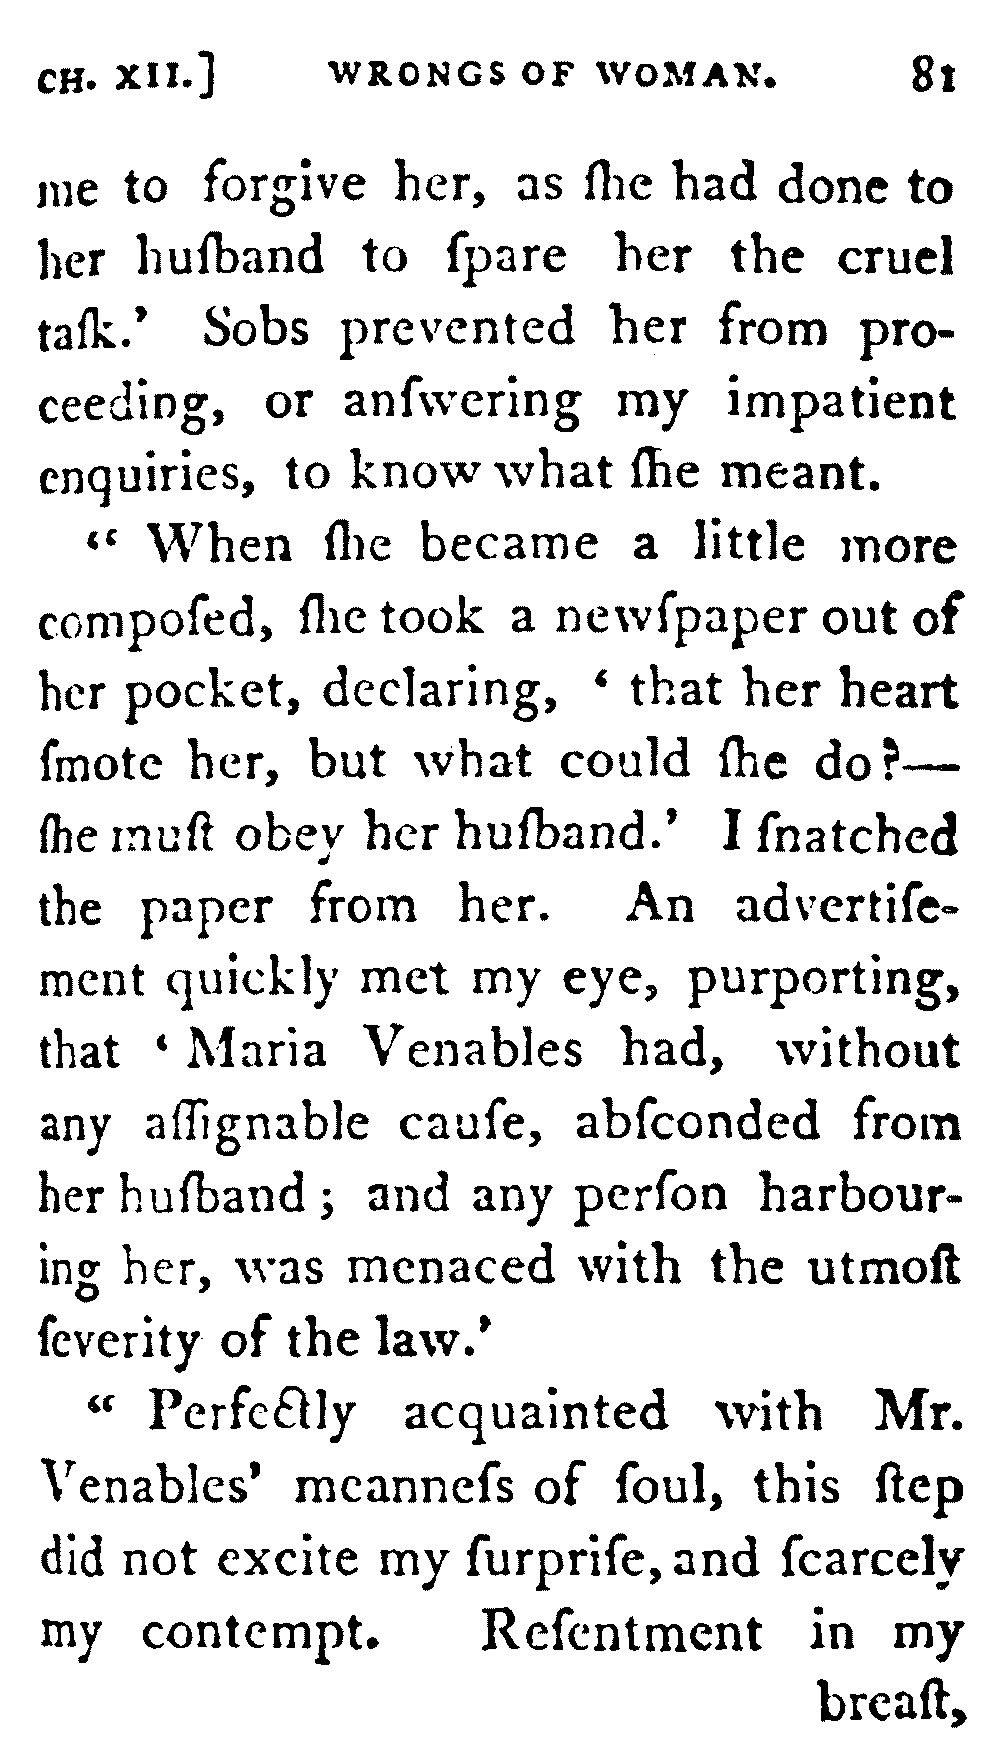 CH. XII.] WRONGS OF WOMAN. 81
me to forgive her, as ſhe had done to
her huſband to ſpare her the cruel
taſk.’ Sobs prevented her from pro-
ceeding, or anſwering my impatient
enquiries, to know what ſhe meant.
“ When ſhe became a little more
compoſed, ſhe took a newſpaper out of
her pocket, declaring, ‘ that her heart
ſmote her, but what could ſhe do?—
ſhe muſt obey her huſband.’ I ſnatched
the paper from her. An advertiſe-
ment quickly met my eye, purporting,
that ‘ Maria Venables had, without
any aſſignable cauſe, abſconded from
her huſband ; and any perſon harbour-
ing her, was menaced with the utmoſt
ſeverity of the law.’
“ Perfectly acquainted with Mr.
Venables’ meanneſs of ſoul, this ſtep
did not excite my ſurpriſe, and ſcarcely
my contempt. Reſentment in my
breaſt,